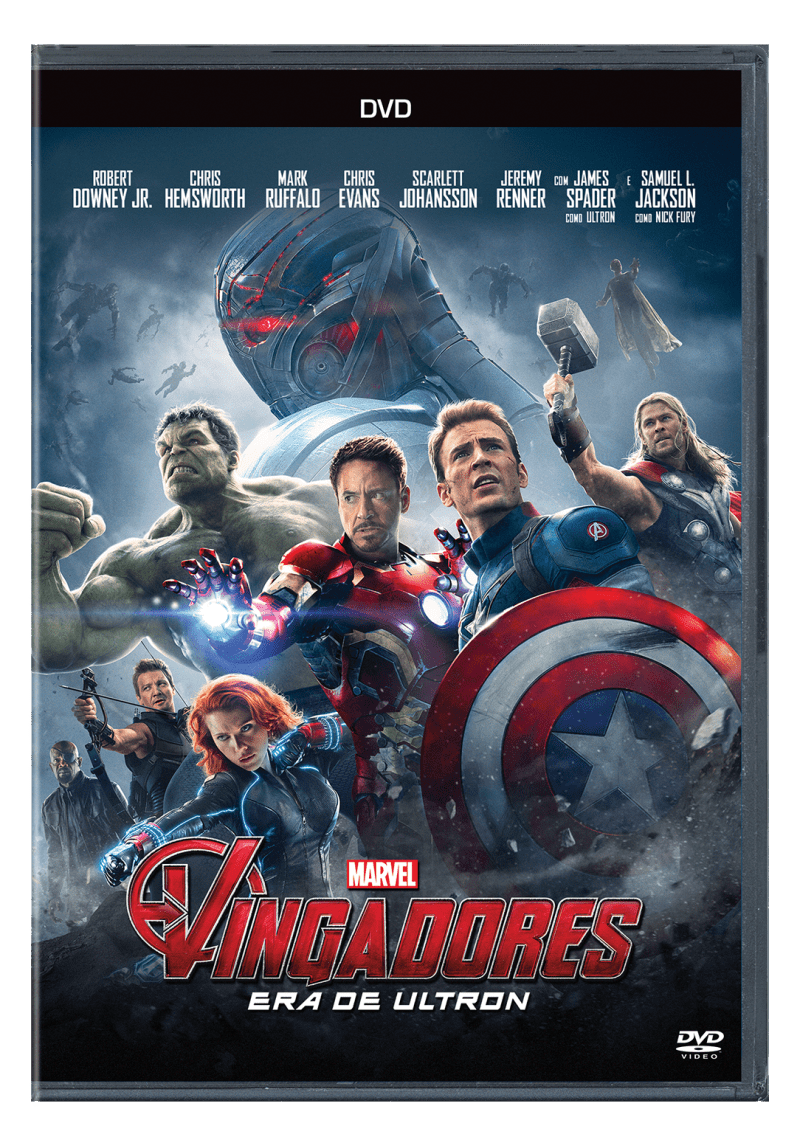 DVD
ROBERT CHRIS MARK CHRIS SCARLETT JEREMY COM JAMES E SAMUEL L.
DOWNEY JR. HEMSWORTH RUFFALO EVANS JOHANSSON RENNER SPADER JACKSON
COMO ULTRON COMO NICK FURY
MARVEL
VINGADORES
ERA DE ULTRON
DVD
VIDEO